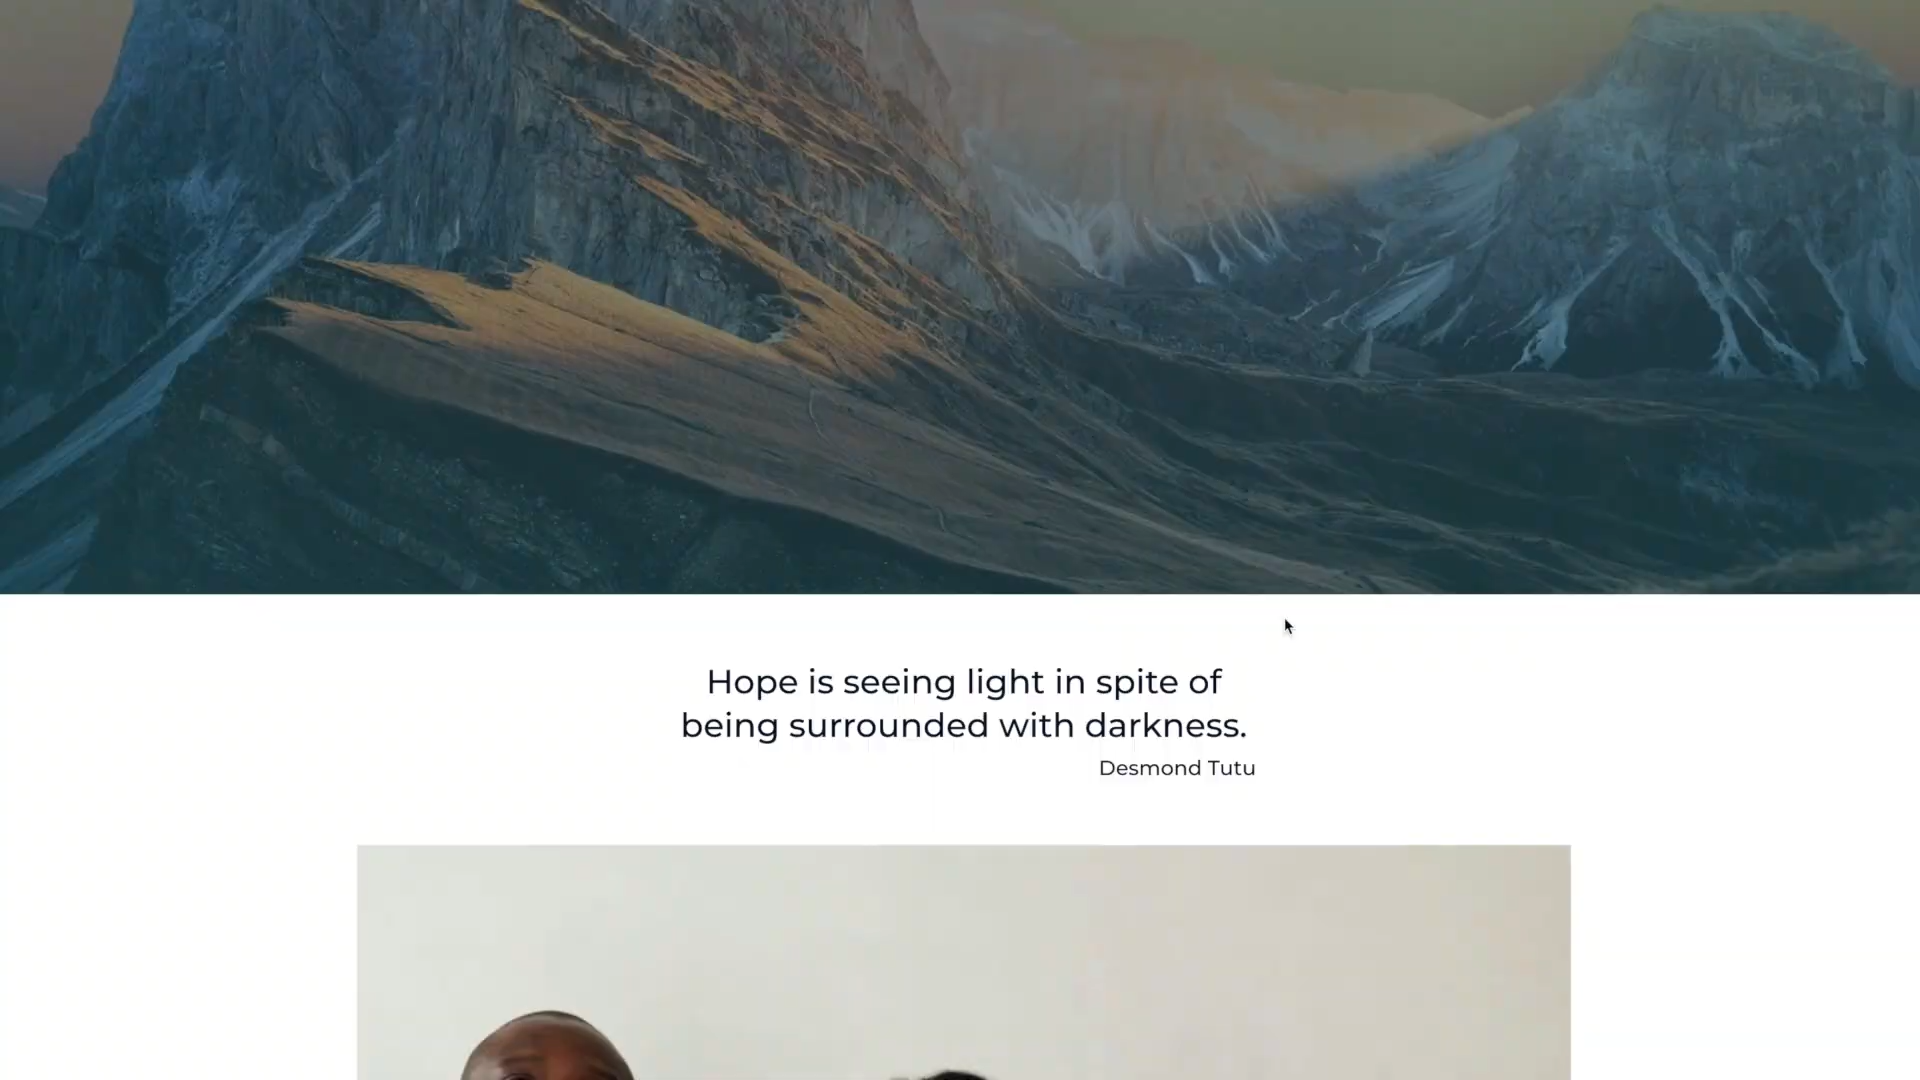 Hope is seeing light in spite of
being surrounded with darkness.
Desmond Tutu